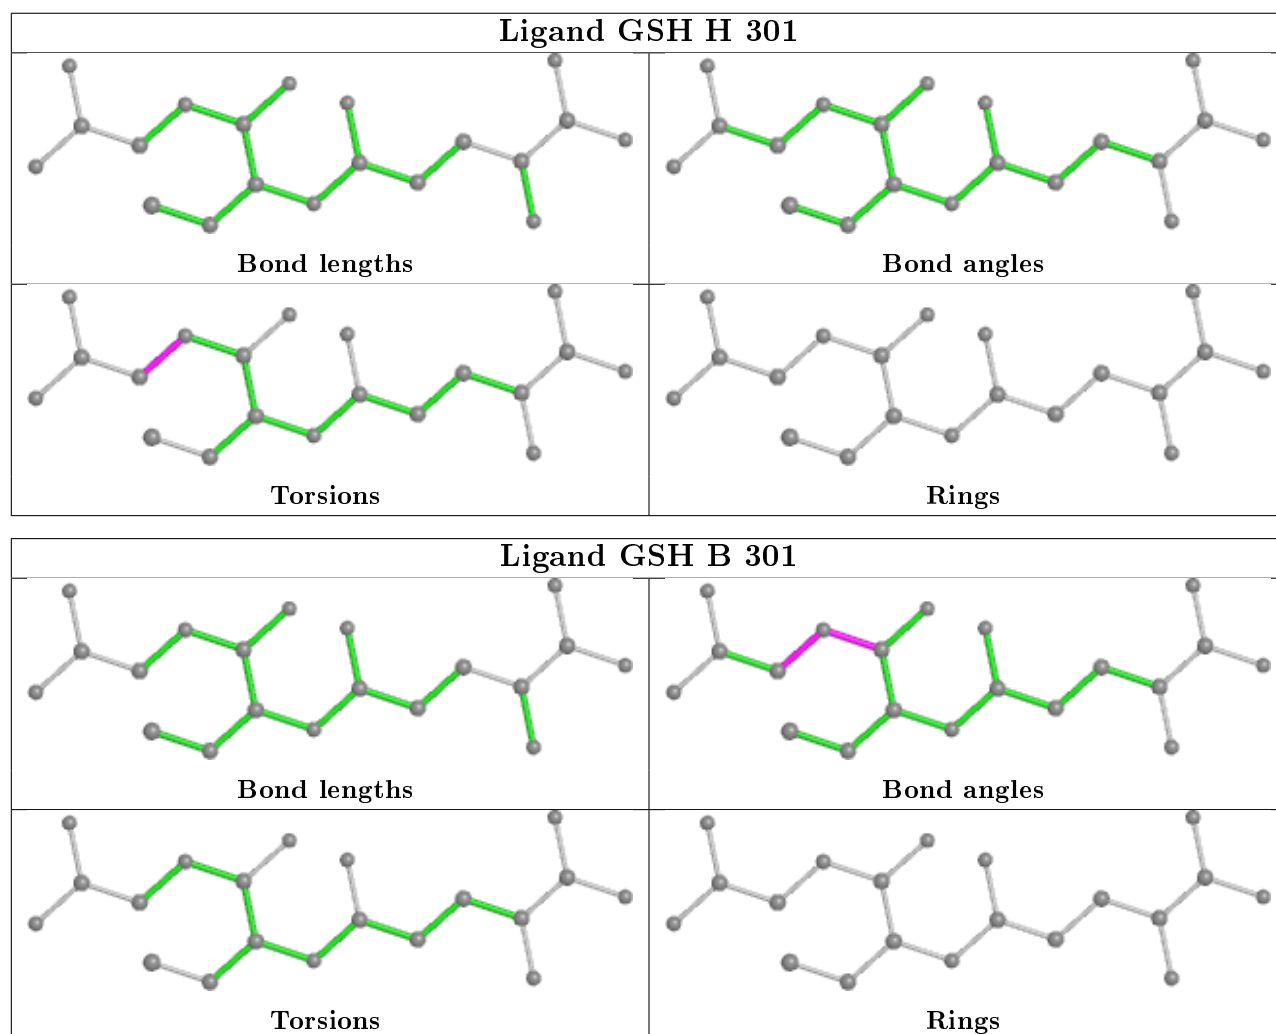 Ligand GSH H 301
Bond lengths
Bond angles
Torsions
Rings
Ligand GSH B 301
Bond lengths
Bond angles
Torsions
Rings